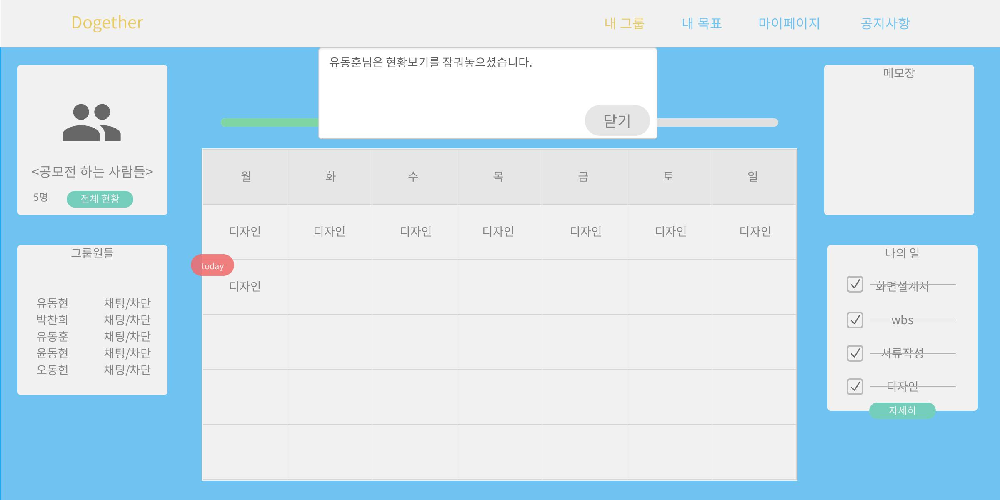 Dogether
내 그룹
내 목표
마이페이지
공지사항
유동훈님은 현황보기를 잠궈놓으셨습니다.
닫기
<공모전 하는 사람들>
5명
전체 현황
그룹원들
유동현 채팅/차단
박찬희 채팅/차단
유동훈 채팅/차단
윤동현 채팅/차단
오동현 채팅/차단
월 화 수 목 금 토 일
디자인 디자인 디자인 디자인 디자인 디자인 디자인
today
디자인
메모장
나의 일
화면설계서
wbs
서류작성
디자인
자세히